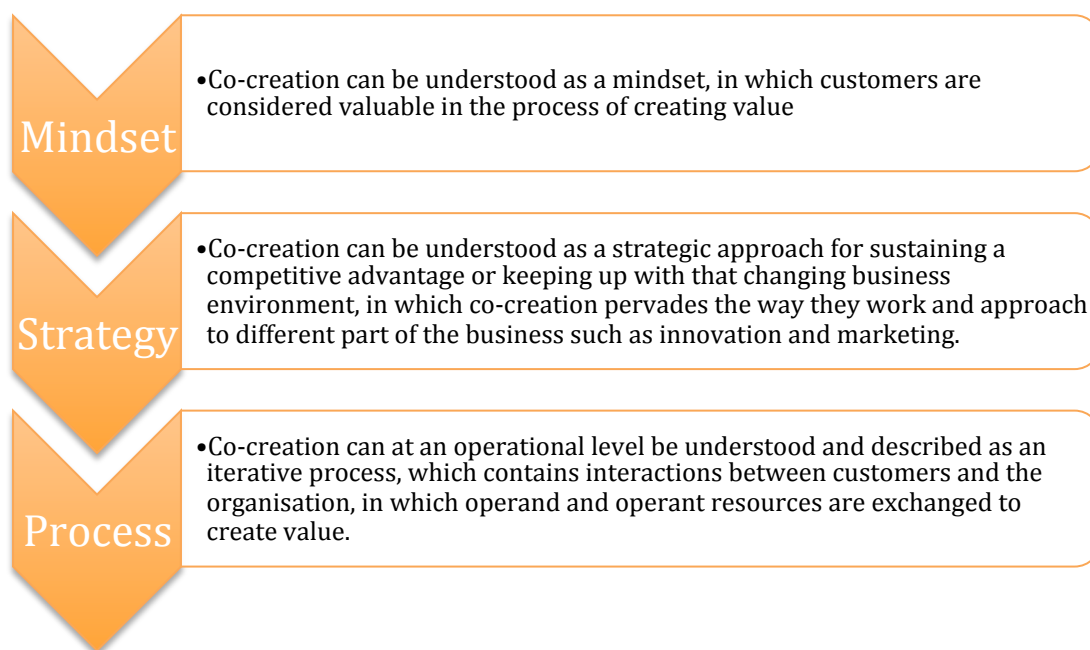 Mindset
•Co-creation can be understood as a mindset, in which customers are
considered valuable in the process of creating value
Strategy
•Co-creation can be understood as a strategic approach for sustaining a
competitive advantage or keeping up with that changing business
environment, in which co-creation pervades the way they work and approach
to different part of the business such as innovation and marketing.
Process
•Co-creation can at an operational level be understood and described as an
iterative process, which contains interactions between customers and the
organisation, in which operand and operant resources are exchanged to
create value.